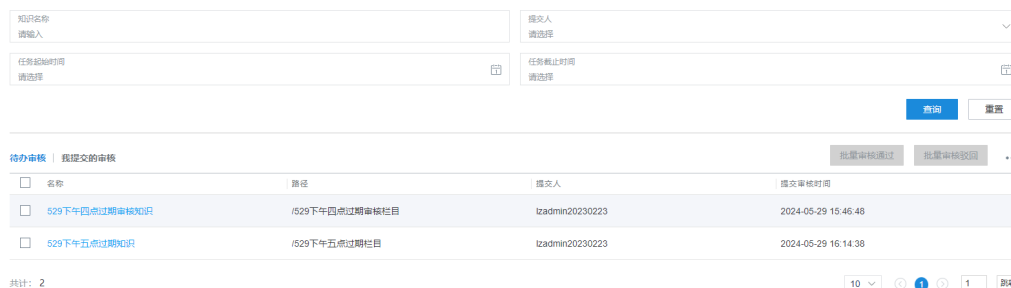 知识名称 提交人
请输入 请选择
任务起始时间 任务截止时间
请选择 请选择
查询 重置
待办审核 我提交的审核 批量审核通过 批量审核驳回
名称 路径 提交人 提交审核时间
529下午四点过期审核知识 /529下午四点过期审核栏目 lzadmin20230223 2024-05-29 15:46:48
529下午五点过期知识 /529下午五点过期栏目 lzadmin20230223 2024-05-29 16:14:38
共计： 2 10 1 1